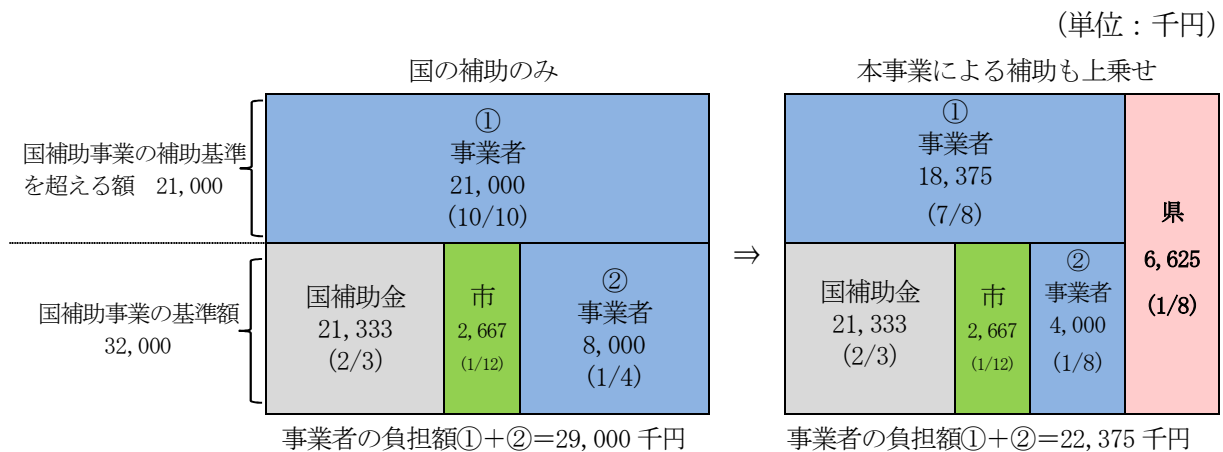 (単位：千円)
国の補助のみ
本事業による補助も上乗せ
国補助事業の補助基準
を超える額　21,000
①
事業者
21,000
(10/10)
①
事業者
18,375
(7/8)
県
6,625
(1/8)
⇒
国補助事業の基準額
32,000
国補助金
21,333
(2/3)
市
2,667
(1/12)
②
事業者
8,000
(1/4)
国補助金
21,333
(2/3)
市
2,667
(1/12)
②
事業者
4,000
(1/8)
事業者の負担額①＋②＝29,000 千円
事業者の負担額①＋②＝22,375 千円